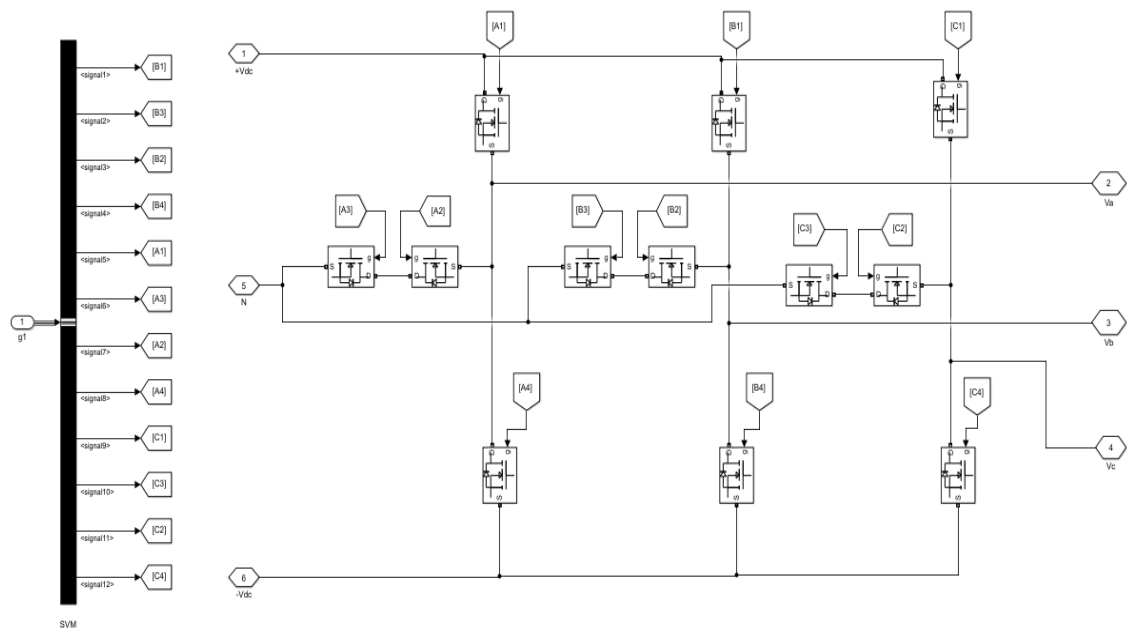 [A1]
[B1]
[C1]
1
+Vdc
<signal1>
[B1]
<signal2>
[B3]
<signal3>
[B2]
<signal4>
[B4]
<signal5>
[A1]
<signal6>
[A3]
<signal7>
[A2]
<signal8>
[A4]
<signal9>
[C1]
<signal10>
[C3]
<signal11>
[C2]
<signal12>
[C4]
1
g1
SVM
D
g
S
D
g
S
D
g
S
2
Va
[A3]
[A2]
[B3]
[B2]
[C3]
[C2]
S
g
D
g
D
S
S
g
D
g
D
S
S
g
D
g
D
S
5
N
3
Vb
[A4]
[B4]
[C4]
D
g
S
D
g
S
D
g
S
4
Vc
6
-Vdc